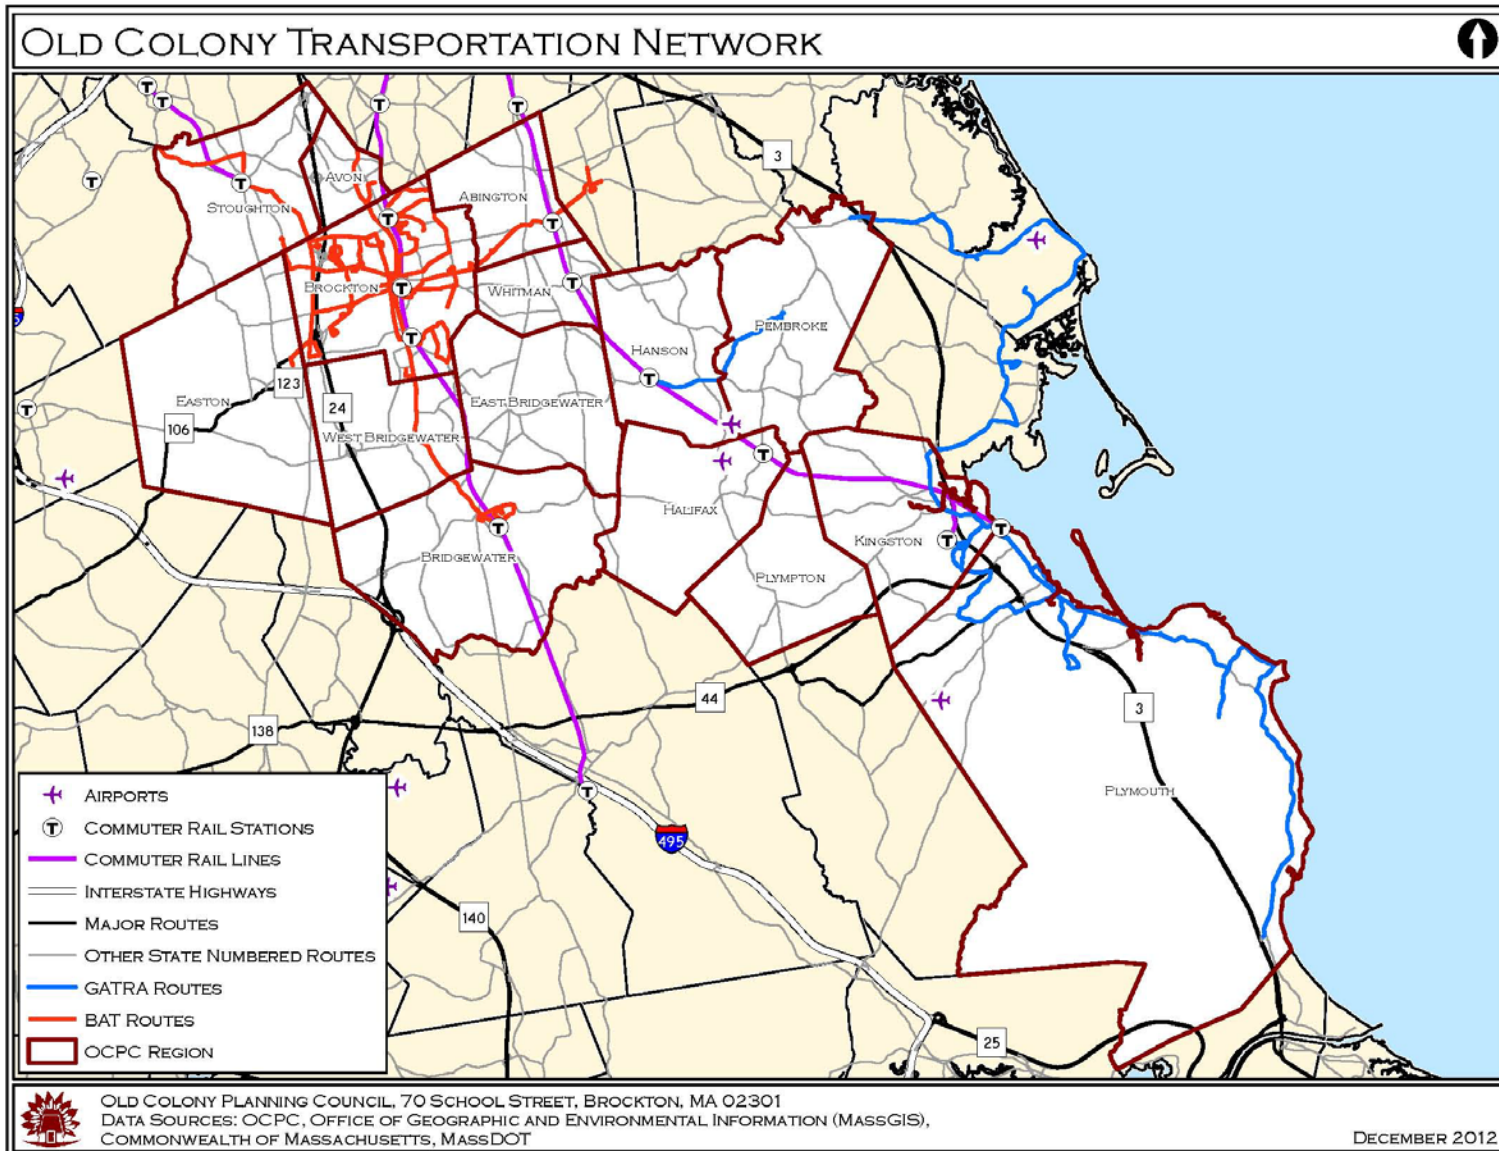 OLD COLONY TRANSPORTATION NETWORK
3
AVON
ABINGTON
STOUGHTON
BROCKTON
WHITMAN
PEMBROKE
HANSON
123
EASTON
24
EAST BRIDGEWATER
106
WEST BRIDGEWATER
HALIFAX
KINGSTON
BRIDGEWATER
PLYMPTON
44
3
138
PLYMOUTH
495
140
25
AIRPORTS
T COMMUTER RAIL STATIONS
COMMUTER RAIL LINES
INTERSTATE HIGHWAYS
MAJOR ROUTES
OTHER STATE NUMBERED ROUTES
GATRA ROUTES
BAT ROUTES
OCPC REGION
OLD COLONY PLANNING COUNCIL, 70 SCHOOL STREET, BROCKTON, MA 02301
DATA SOURCES: OCPC, OFFICE OF GEOGRAPHIC AND ENVIRONMENTAL INFORMATION (MASSGIS),
COMMONWEALTH OF MASSACHUSETTS, MASSDOT
DECEMBER 2012